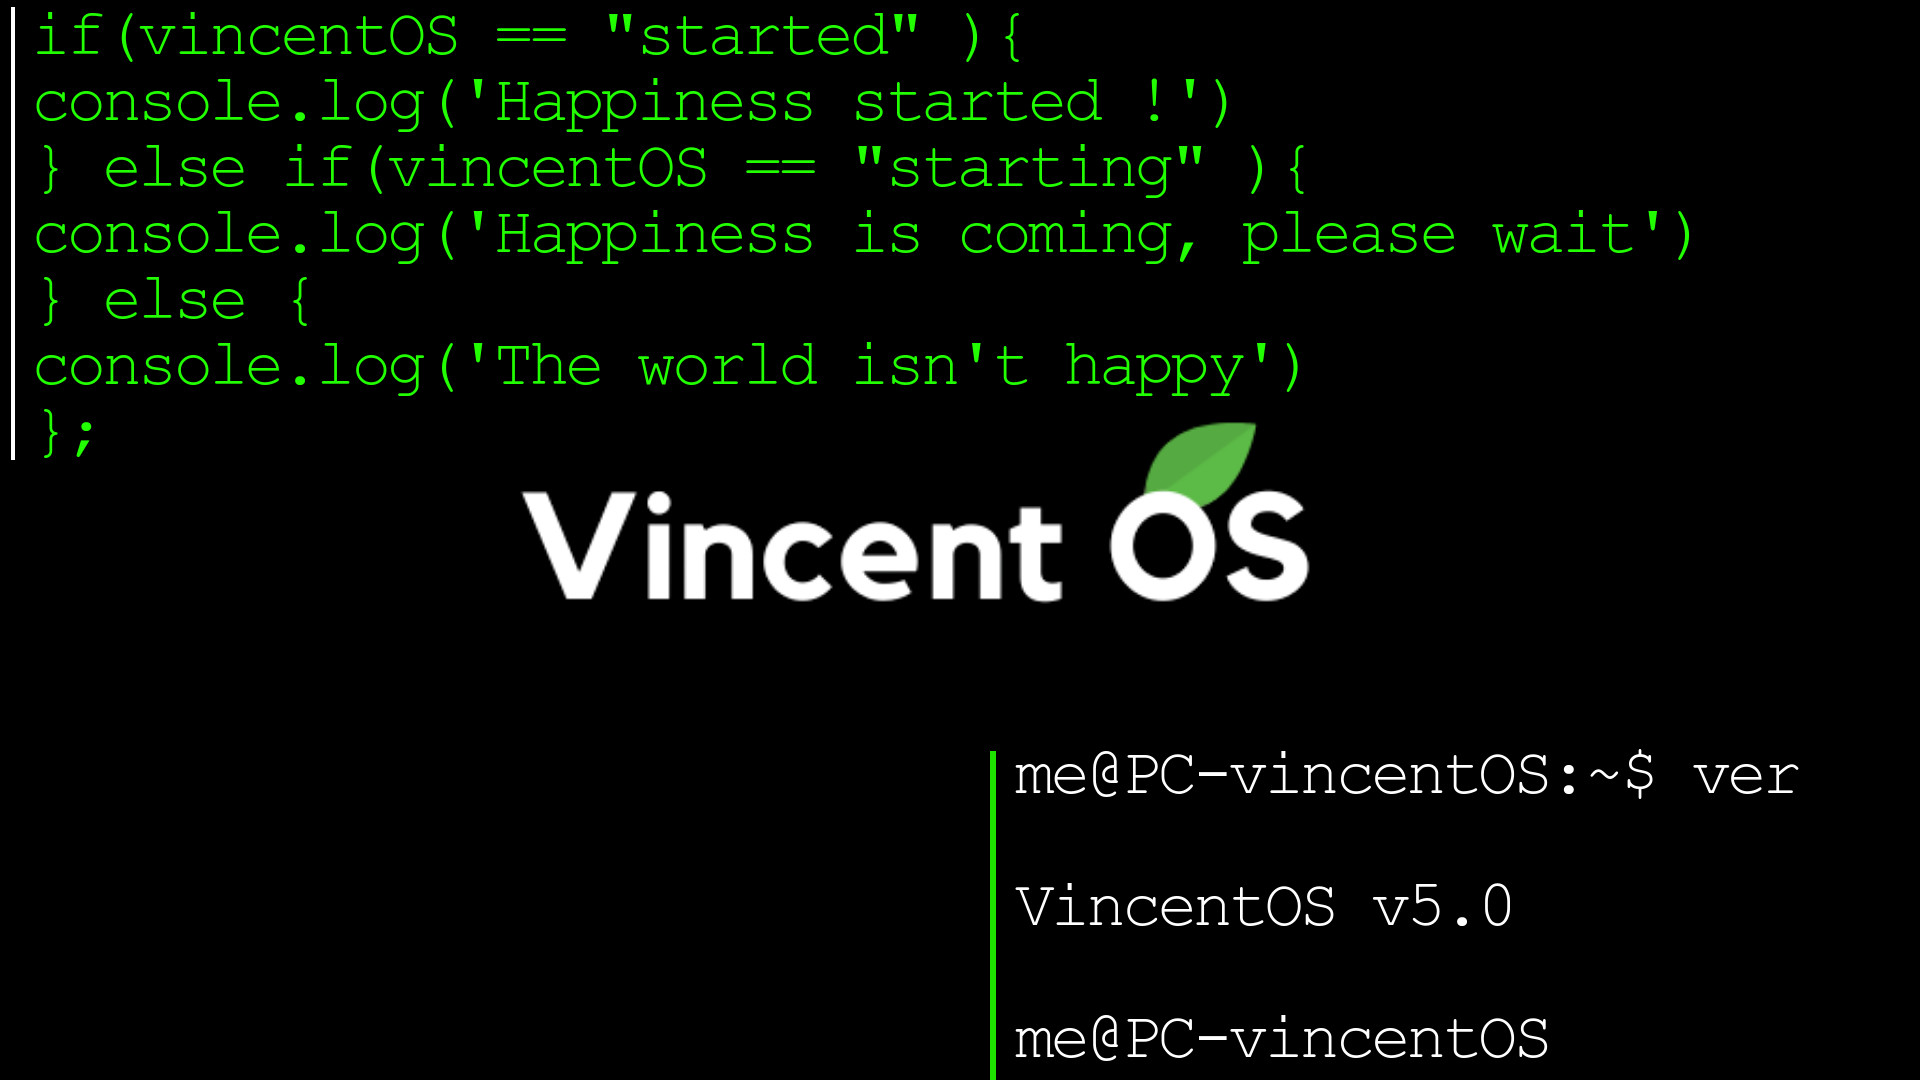 if(vincentOS == "started" ){
console.log('Happiness started !')
} else if(vincentOS == "starting" ){
console.log('Happiness is coming, please wait')
} else {
console.log('The world isn't happy')
};
Vincent OS
me@PC-vincentOS:~$ ver
VincentOS v5.0
me@PC-vincentOS